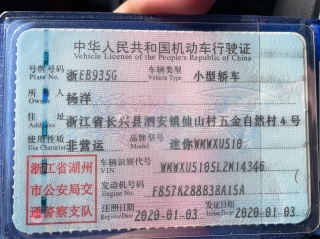 中华人民共和国机动车行驶证
Vehicle License of the People's Republic of China
号牌号码 浙EB935G 车辆类型 小型轿车
Plate No. Vehicle Type
所有人 杨洋
Owner
住址 浙江省长兴县泗安镇仙山村五金自然村4号
Address
使用性质 非营运 品牌型号 迷你WMWXU510
Use Character Model
浙江省湖州 车辆识别代号 WMWXU5105L2M14346
市公安局交 VIN
通警察支队 发动机号码 F857K288B38A15A
Engine No.
注册日期 2020-01-03 发证日期 2020-01-03
Register Date Issue Date